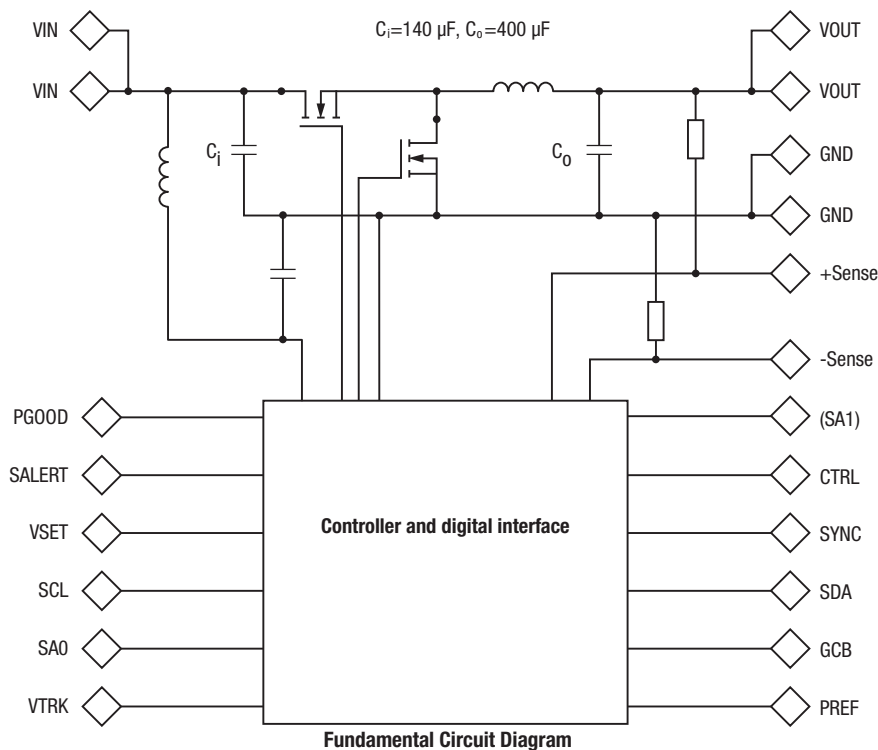 VIN
Cᵢ=140 µF, Cₒ=400 µF
VOUT
VIN
VOUT
Ci
Co
GND
GND
+Sense
-Sense
PGOOD
(SA1)
SALERT
CTRL
Controller and digital interface
VSET
SYNC
SCL
SDA
SA0
GCB
VTRK
PREF
Fundamental Circuit Diagram